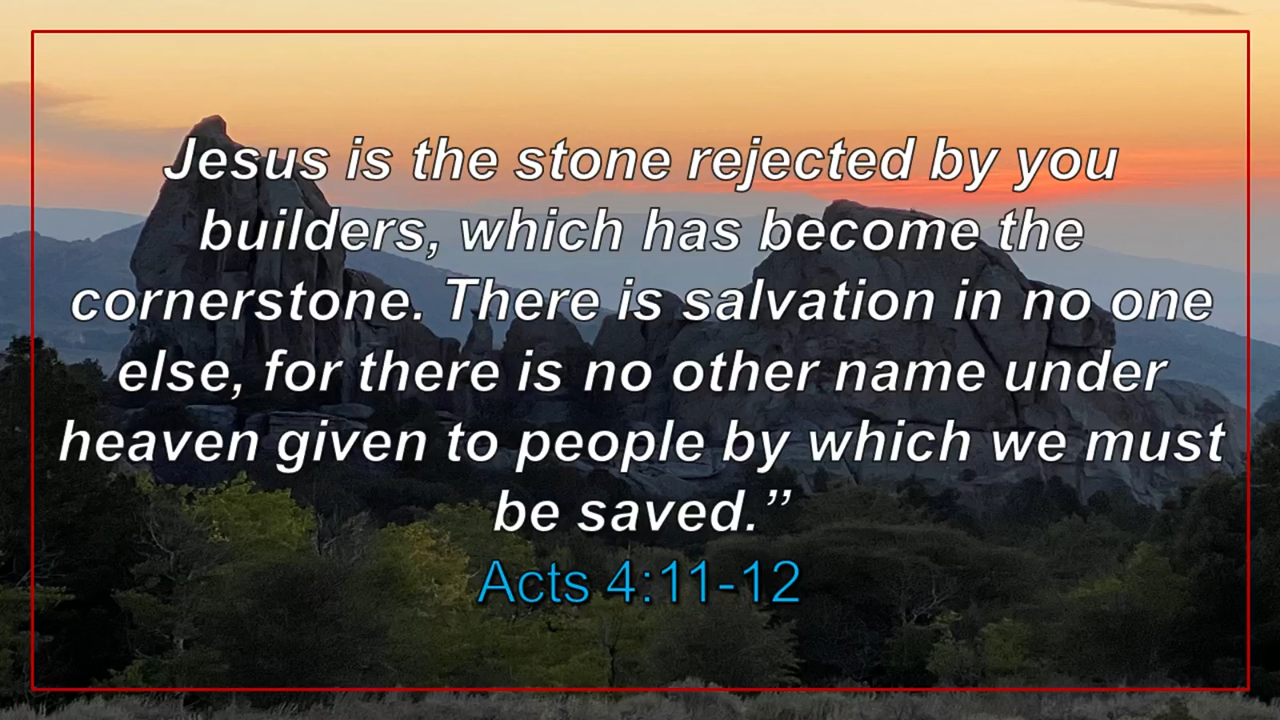 Jesus is the stone rejected by you
builders, which has become the
cornerstone. There is salvation in no one
else, for there is no other name under
heaven given to people by which we must
be saved.”
Acts 4:11-12